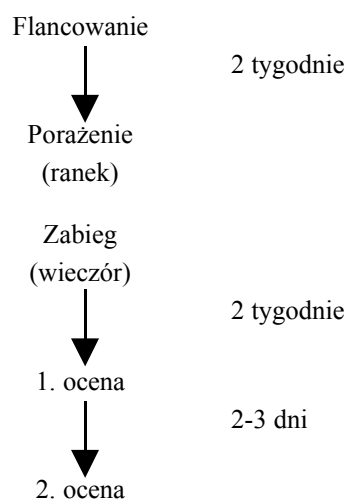 Flancowanie
2 tygodnie
Porażenie
(ranek)
Zabieg
(wieczór)
2 tygodnie
1. ocena
2-3 dni
2. ocena